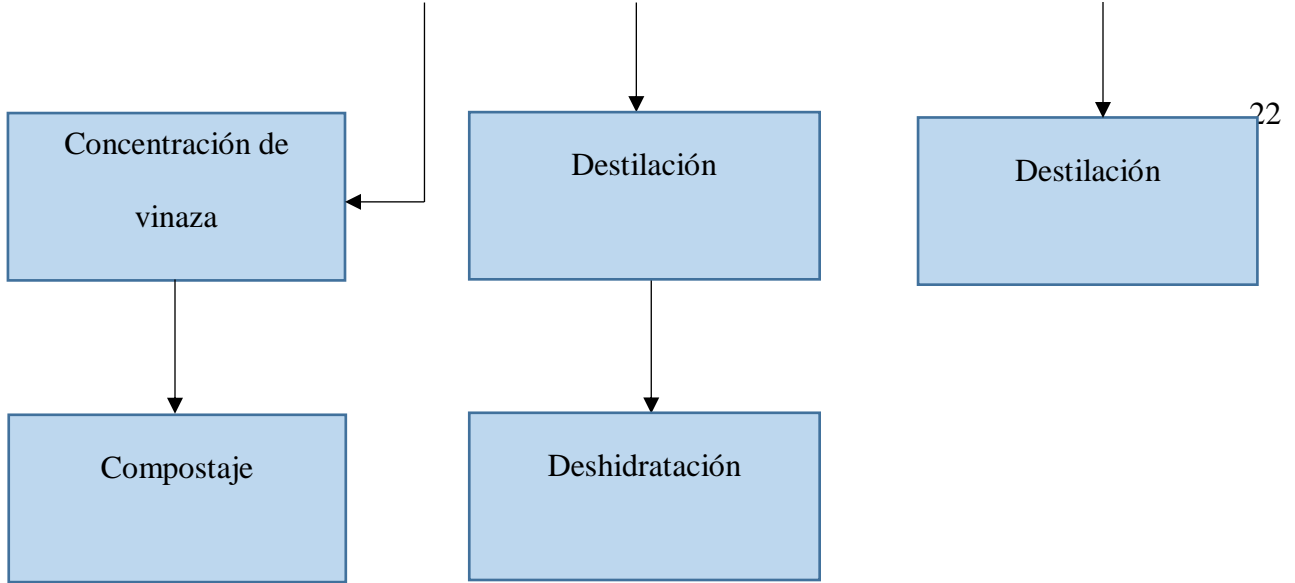 22
Concentración de
vinaza
Destilación
Destilación
Compostaje
Deshidratación